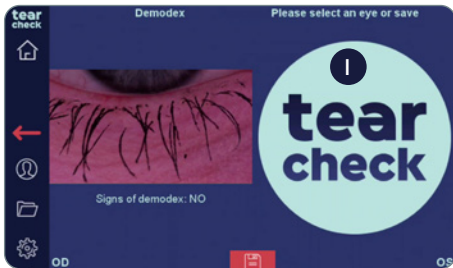 tear
check
Demodex
Please select an eye or save
I
tear
check
Signs of demodex: NO
OD
OS